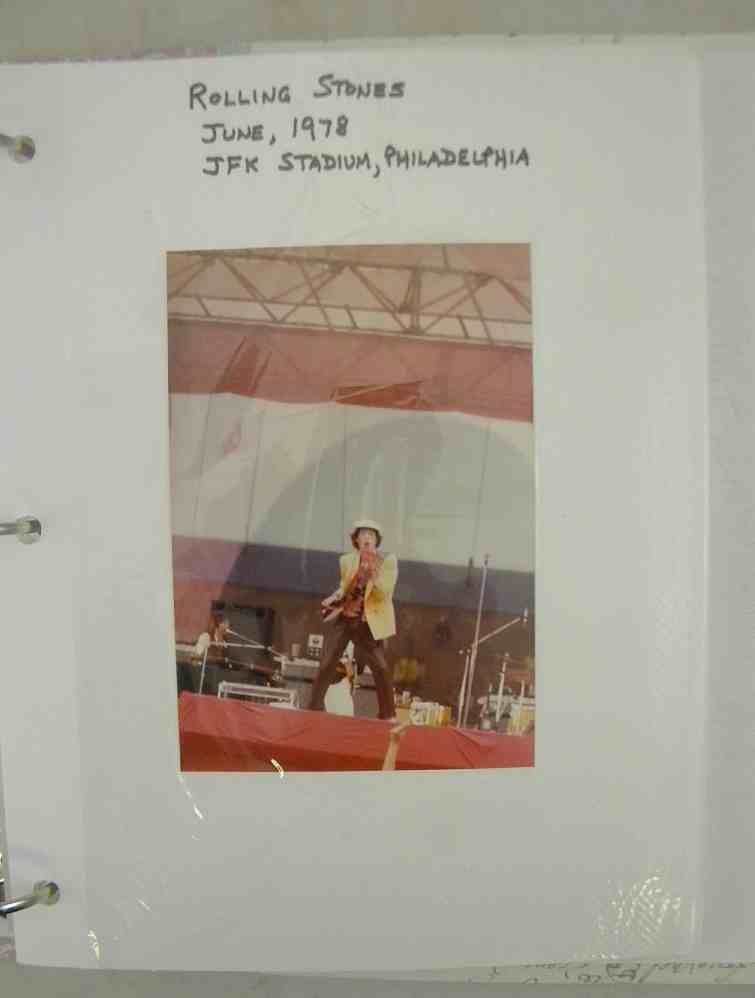 ROLLING STONES
JUNE, 1978
JFK STADIUM, PHILADELPHIA